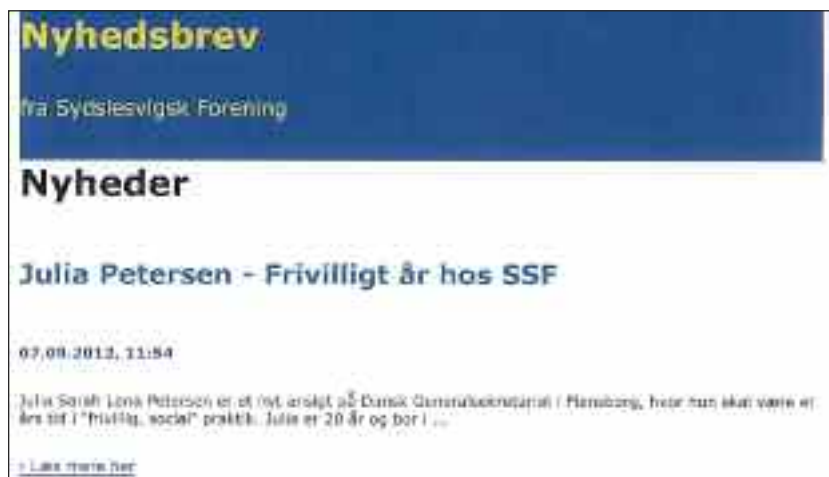 Nyhedsbrev
fra Sydslesvigsk Forening
Nyheder
Julia Petersen - Frivilligt år hos SSF
07.09.2012, 11:54
Julia Sarah Lena Petersen er et nyt ansigt på Dansk Generalsekretariat i Flensborg, hvor hun skal være et
års tid i "frivillig, social" praktik. Julia er 20 år og bor i ...
› Læs mere her